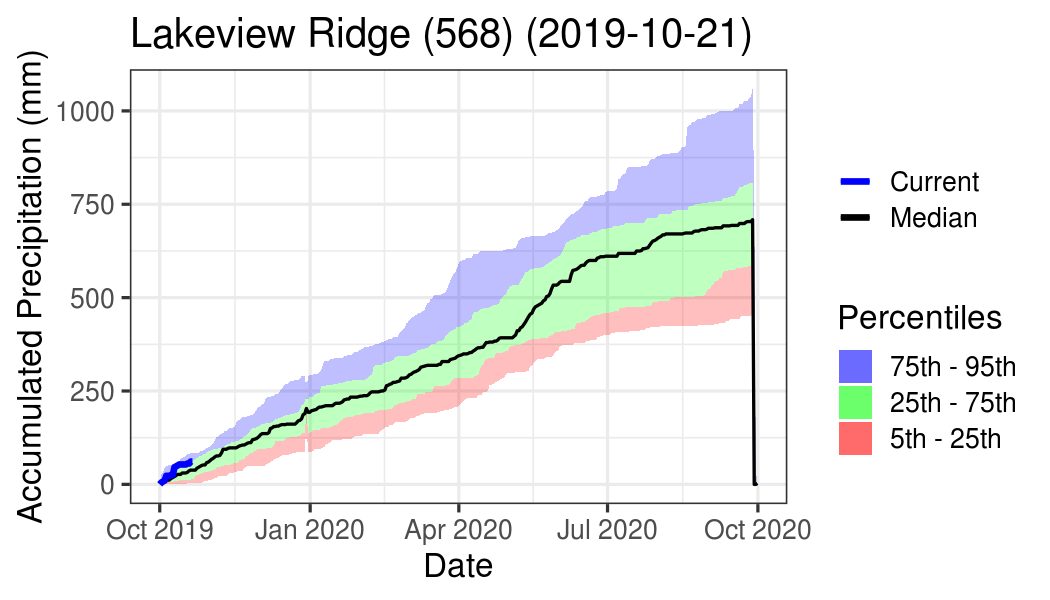 Lakeview Ridge (568) (2019-10-21)
Accumulated Precipitation (mm)
1000
750
500
250
0
Oct 2019
Jan 2020
Apr 2020
Jul 2020
Oct 2020
Date
Current
Median
Percentiles
75th - 95th
25th - 75th
5th - 25th